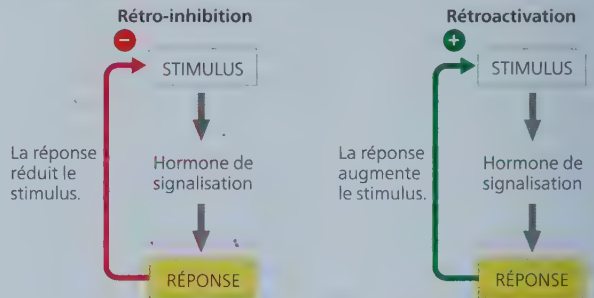 Rétro-inhibition
−
STIMULUS
La réponse
réduit le
stimulus.
Hormone de
signalisation
RÉPONSE
Rétroactivation
+
STIMULUS
La réponse
augmente
le stimulus.
Hormone de
signalisation
RÉPONSE